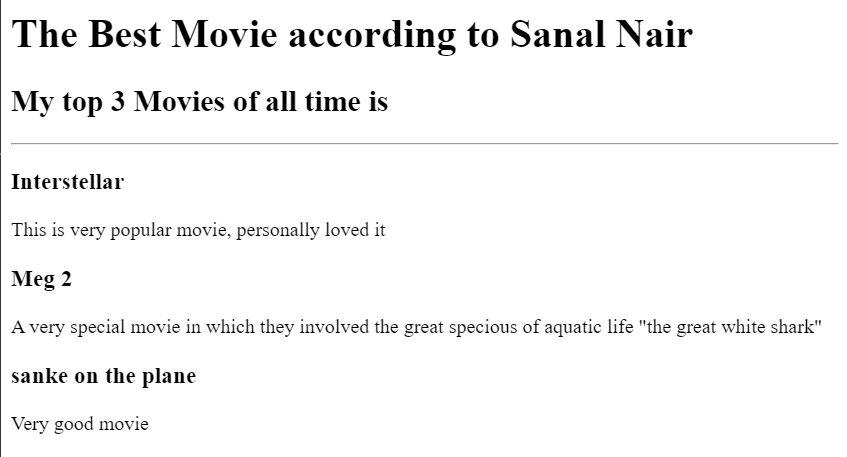 The Best Movie according to Sanal Nair
My top 3 Movies of all time is
Interstellar
This is very popular movie, personally loved it
Meg 2
A very special movie in which they involved the great specious of aquatic life "the great white shark"
sanke on the plane
Very good movie